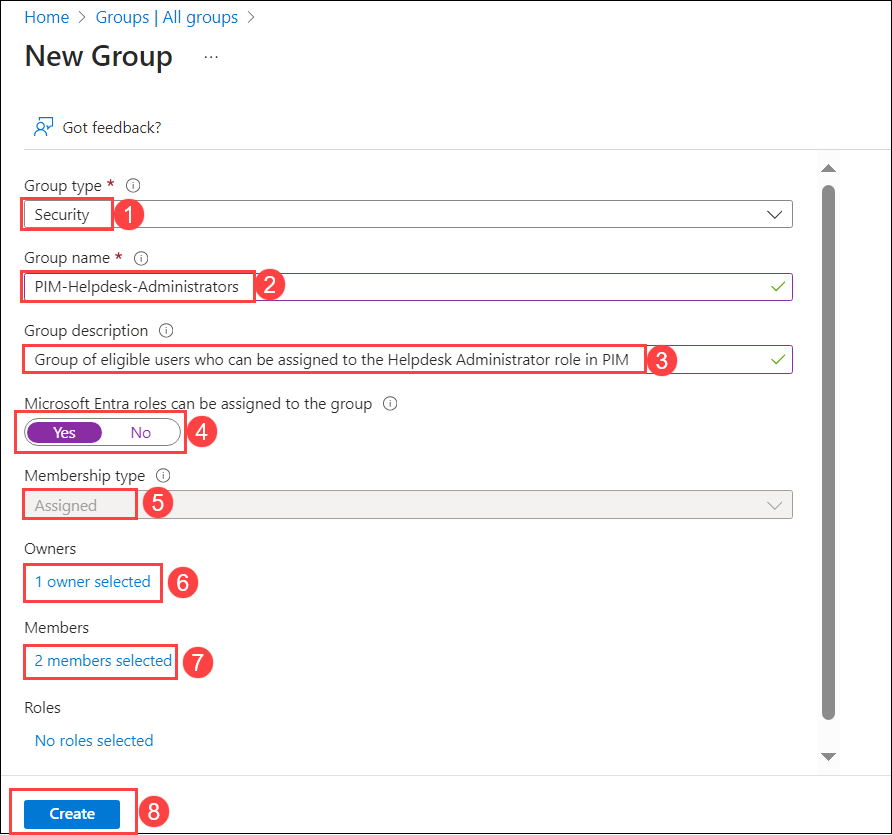 Home > Groups | All groups >
New Group ...
Got feedback?
Group type *
Security 1
Group name *
PIM-Helpdesk-Administrators 2
Group description
Group of eligible users who can be assigned to the Helpdesk Administrator role in PIM 3
Microsoft Entra roles can be assigned to the group
Yes No 4
Membership type
Assigned 5
Owners
1 owner selected 6
Members
2 members selected 7
Roles
No roles selected
Create 8